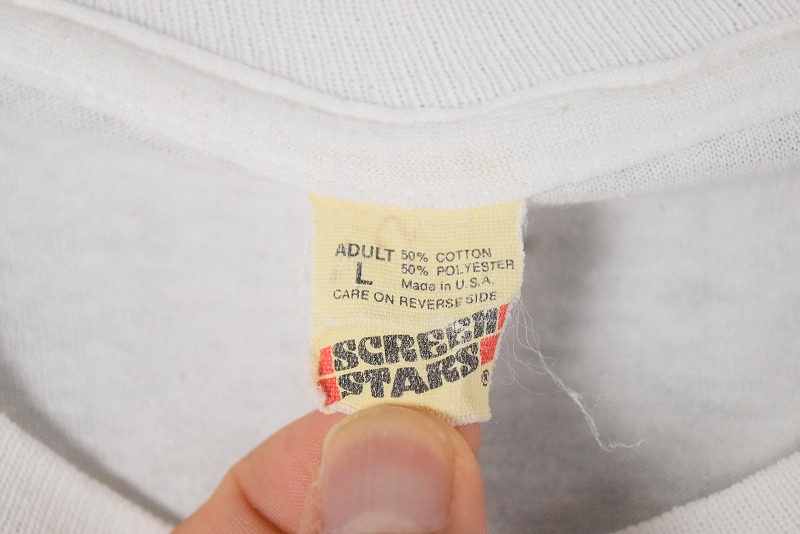 ADULT 50% COTTON
L 50% POLYESTER
Made in U.S.A.
CARE ON REVERSE SIDE
SCREEN
STARS ®